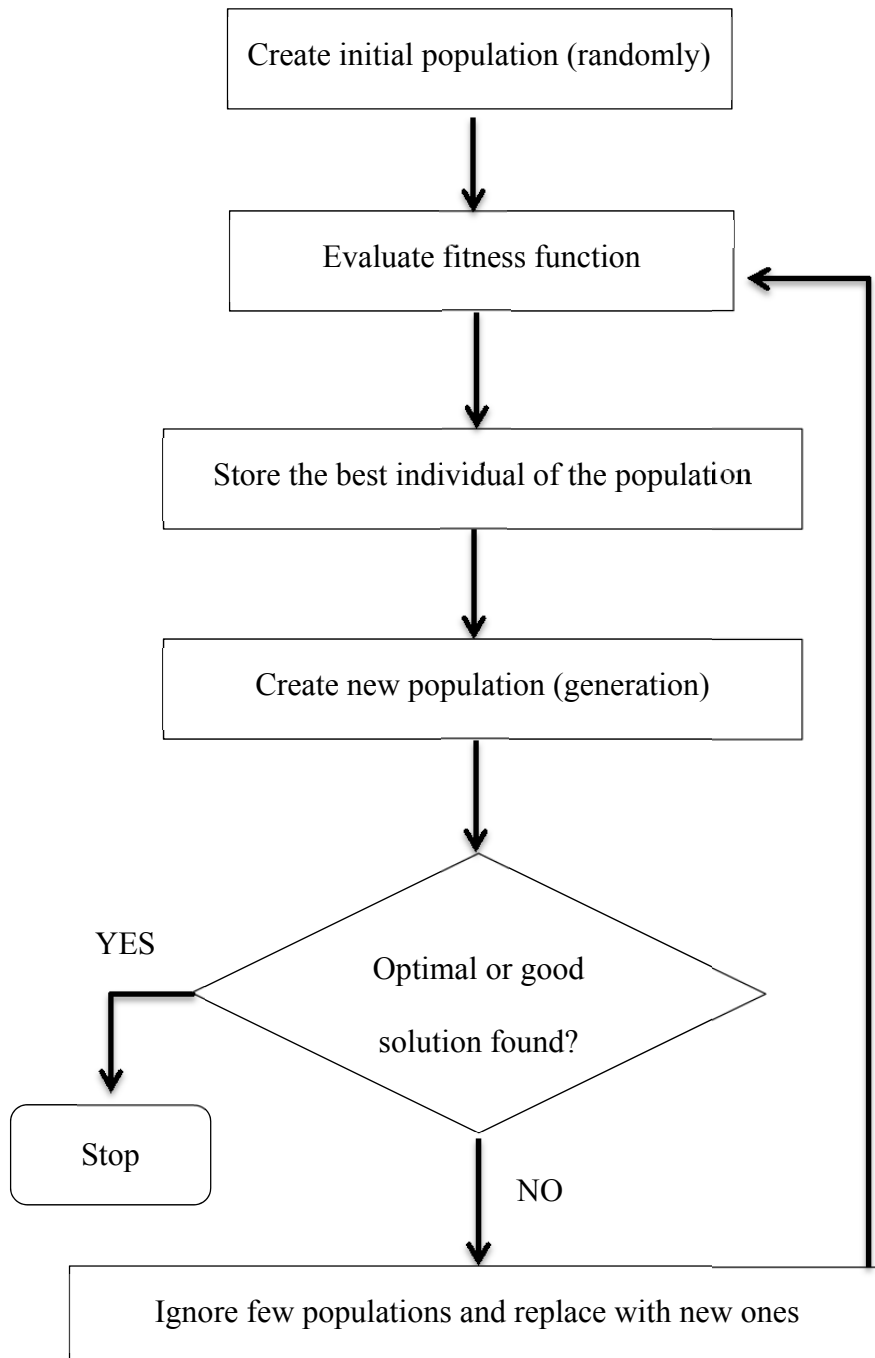 Create initial population (randomly)
Evaluate fitness function
Store the best individual of the population
Create new population (generation)
YES
Optimal or good
solution found?
Stop
NO
Ignore few populations and replace with new ones